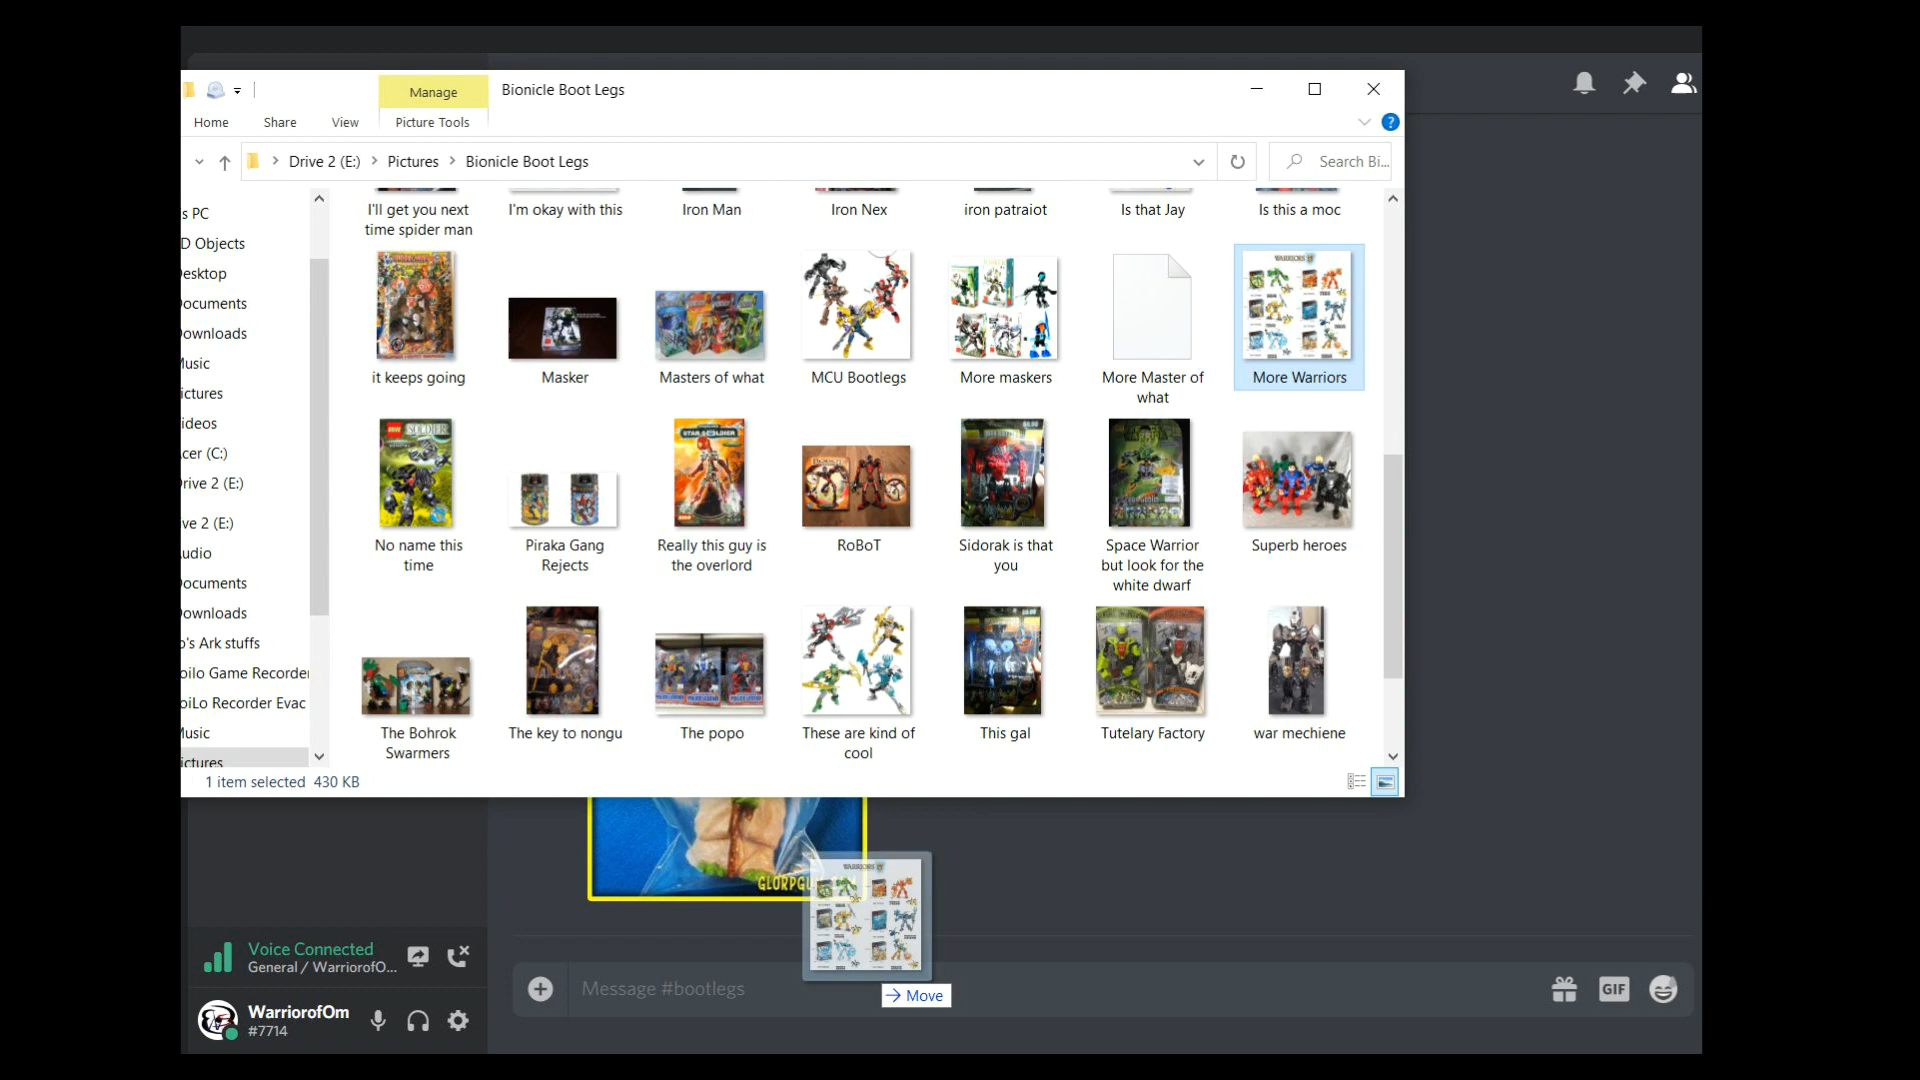 Manage
Bionicle Boot Legs
Home
Share
View
Picture Tools
Drive 2 (E:)
Pictures
Bionicle Boot Legs
Search Bi...
s PC
D Objects
esktop
ocuments
ownloads
usic
ictures
ideos
cer (C:)
rive 2 (E:)
ive 2 (E:)
udio
ocuments
ownloads
o's Ark stuffs
oilo Game Recorder
oiLo Recorder Evac
usic
ictures
I'll get you next
time spider man
I'm okay with this
Iron Man
Iron Nex
iron patraiot
Is that Jay
Is this a moc
it keeps going
Masker
Masters of what
MCU Bootlegs
More maskers
More Master of
what
More Warriors
No name this
time
Piraka Gang
Rejects
Really this guy is
the overlord
RoBoT
Sidorak is that
you
Space Warrior
but look for the
white dwarf
Superb heroes
The Bohrok
Swarmers
The key to nongu
The popo
These are kind of
cool
This gal
Tutelary Factory
war mechiene
1 item selected 430 KB
WARRIORS
Move
Voice Connected
General / WarriorofO...
WarriorofOm
#7714
Message #bootlegs
GIF